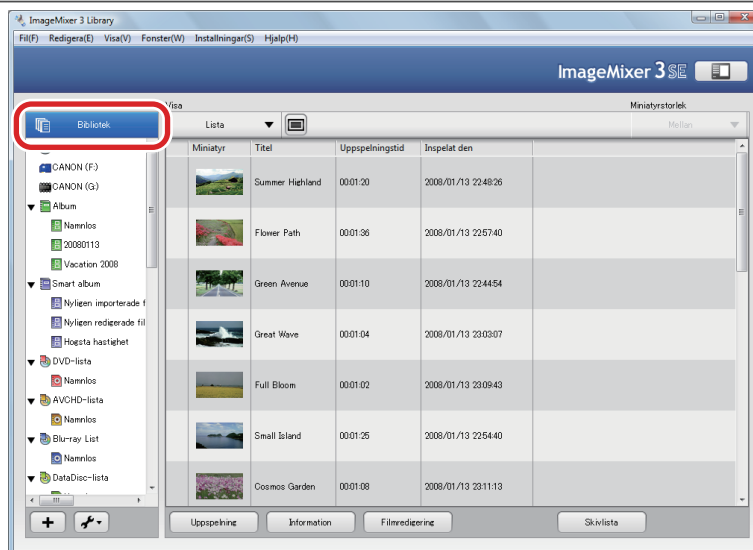 ImageMixer 3 Library
Fil(F) Redigera(E) Visa(V) Fonster(W) Installningar(S) Hjalp(H)
ImageMixer 3 SE
Visa
Miniatyrstorlek
Bibliotek
Lista
Mellan
CANON (F:)
CANON (G:)
Album
Namnlos
20080113
Vacation 2008
Smart album
Nyligen importerade f
Nyligen redigerade fil
Hogsta hastighet
DVD-lista
Namnlos
AVCHD-lista
Namnlos
Blu-ray List
Namnlos
DataDisc-lista
Miniatyr Titel Uppspelningstid Inspelat den
Summer Highland 00:01:20 2008/01/13 22:48:26
Flower Path 00:01:36 2008/01/13 22:57:40
Green Avenue 00:01:10 2008/01/13 22:44:54
Great Wave 00:01:04 2008/01/13 23:03:07
Full Bloom 00:01:02 2008/01/13 23:09:43
Small Island 00:01:25 2008/01/13 22:54:40
Cosmos Garden 00:01:08 2008/01/13 23:11:13
Uppspelning Information Filmredigering Skivlista